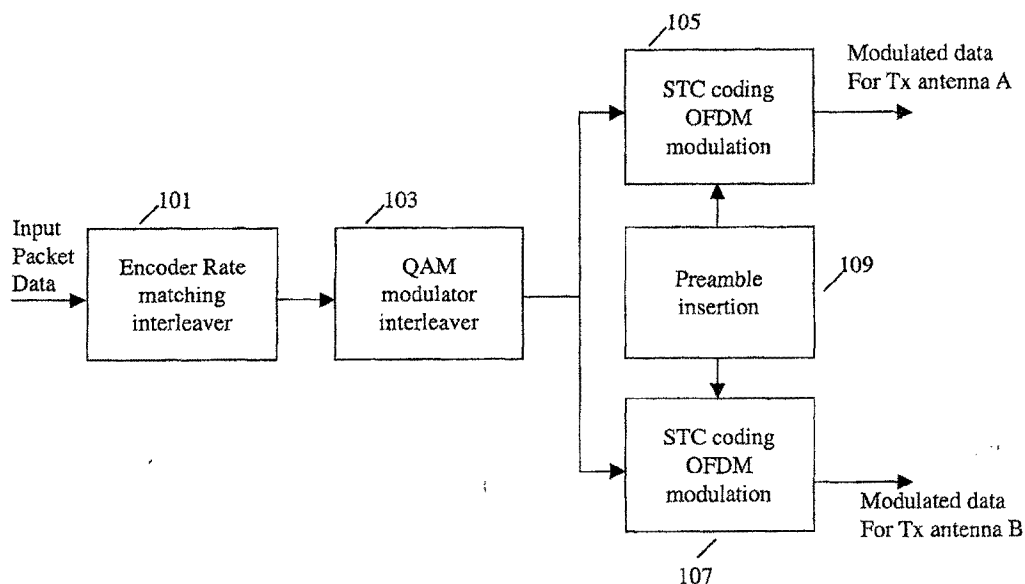 105
STC coding
OFDM
modulation
Modulated data
For Tx antenna A
101
103
Input
Packet
Data
Encoder Rate
matching
interleaver
QAM
modulator
interleaver
Preamble
insertion
109
STC coding
OFDM
modulation
Modulated data
For Tx antenna B
107